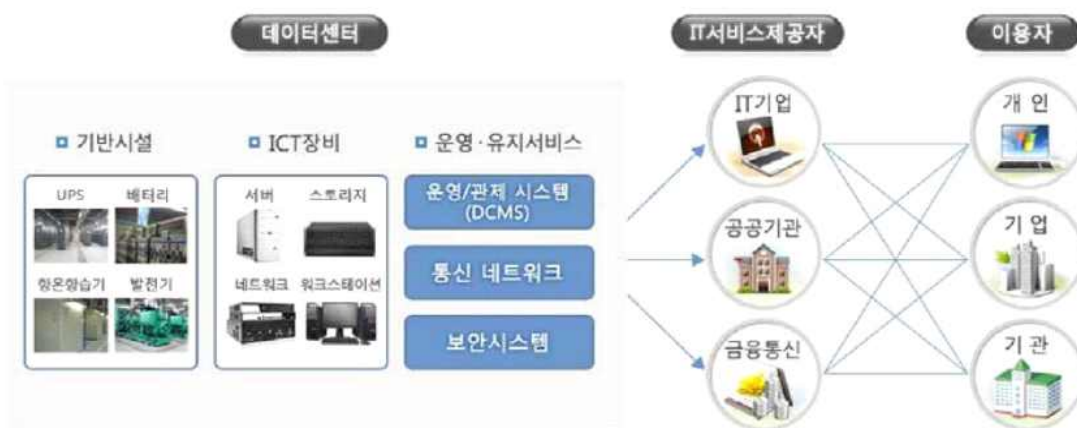 데이터센터
IT서비스제공자
이용자
기반시설
ICT장비
운영·유지서비스
UPS
배터리
항온항습기
발전기
서버
스토리지
네트워크
워크스테이션
운영/관제 시스템
(DCMS)
통신 네트워크
보안시스템
IT기업
공공기관
금융통신
개인
기업
기관